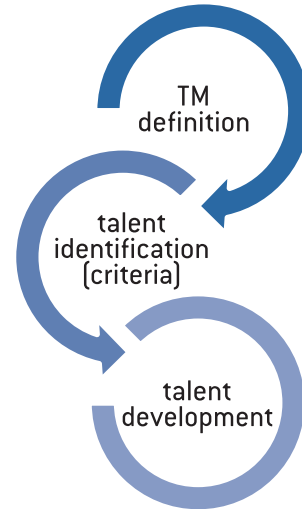 TM
definition
talent
identification
(criteria)
talent
development